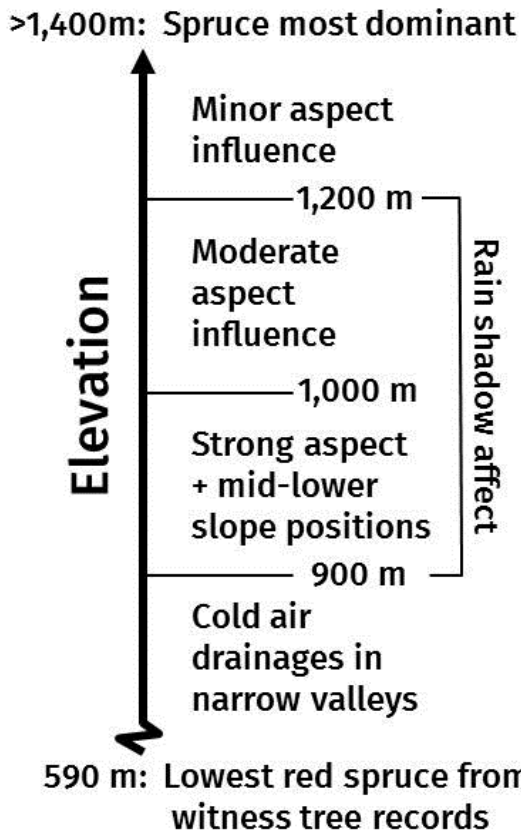 >1,400m: Spruce most dominant
Minor aspect
influence
1,200 m
Moderate
aspect
influence
1,000 m
Strong aspect
+ mid-lower
slope positions
900 m
Cold air
drainages in
narrow valleys
590 m: Lowest red spruce from
witness tree records
Elevation
Rain shadow affect